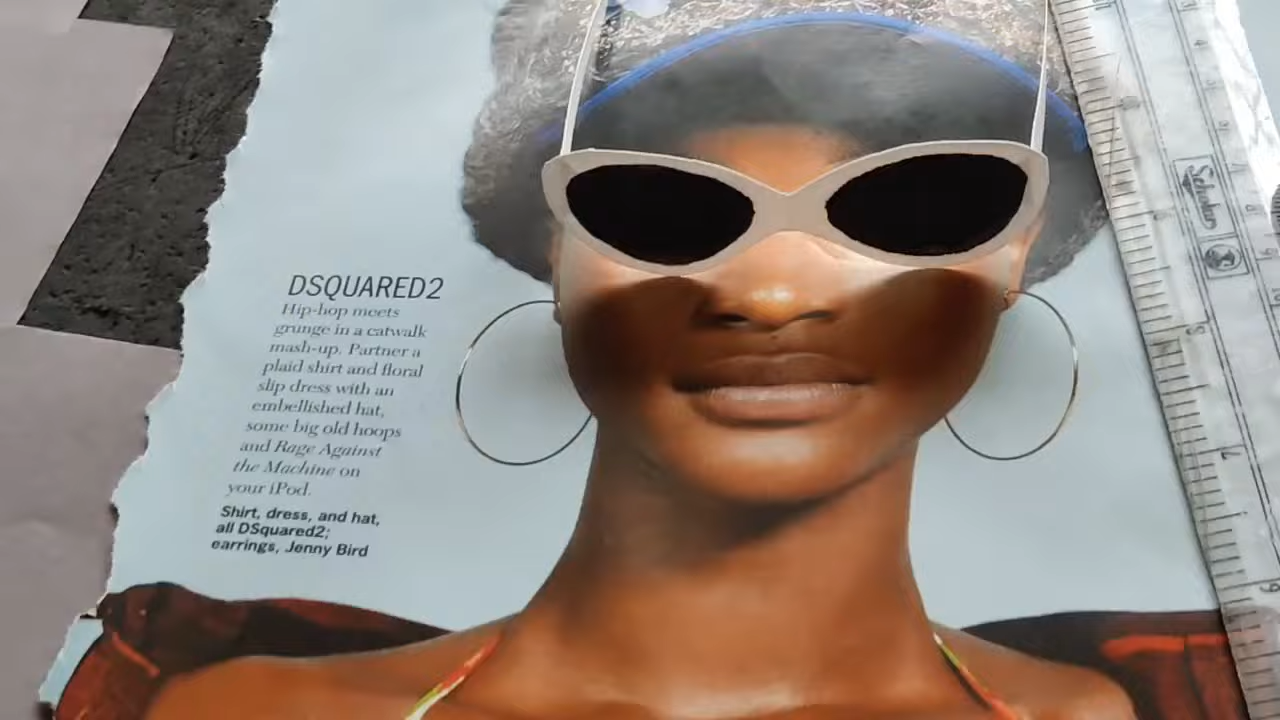 DSQUARED2
Hip-hop meets
grunge in a catwalk
mash-up. Partner a
plaid shirt and floral
slip dress with an
embellished hat,
some big old hoops
and Rage Against
the Machine on
your iPod.
Shirt, dress, and hat,
all DSquared2;
earrings, Jenny Bird
Scholar
7